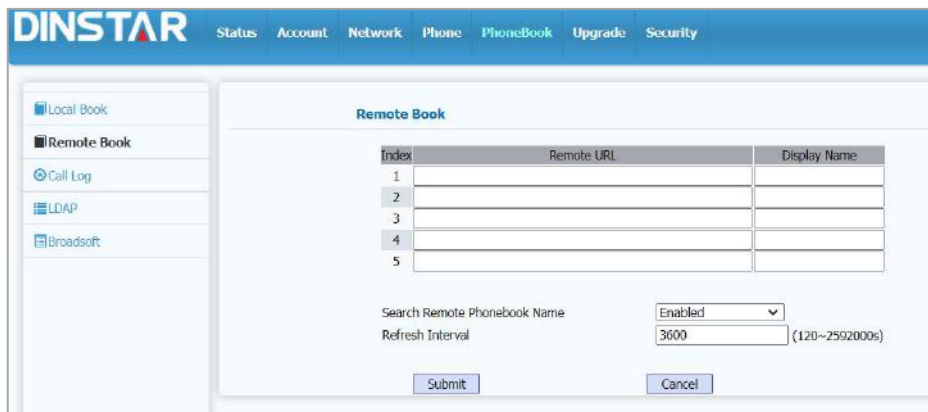 DINSTAR Status Account Network Phone PhoneBook Upgrade Security
Local Book
Remote Book
Call Log
LDAP
Broadsoft
Remote Book
Index Remote URL Display Name
1
2
3
4
5
Search Remote Phonebook Name Enabled
Refresh Interval 3600 (120~2592000s)
Submit Cancel